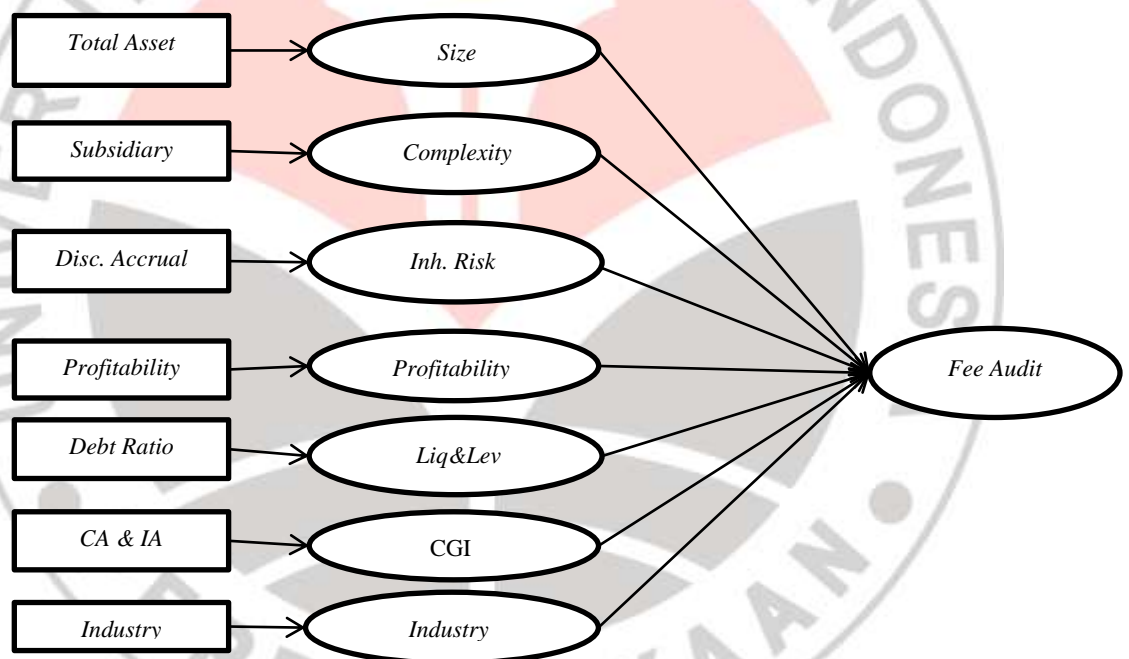 Total Asset
Size
Subsidiary
Complexity
Disc. Accrual
Inh. Risk
Profitability
Profitability
Fee Audit
Debt Ratio
Liq&Lev
CA & IA
CGI
Industry
Industry